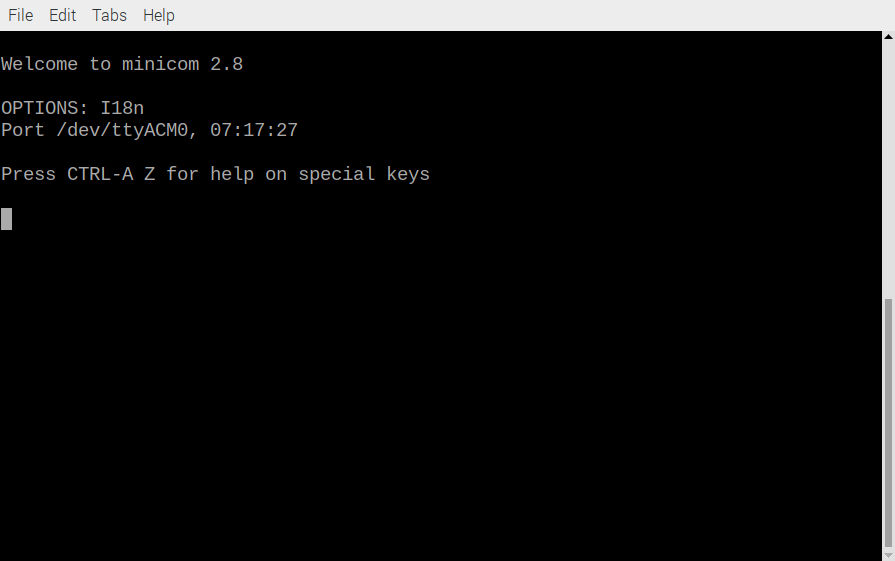 File Edit Tabs Help
Welcome to minicom 2.8
OPTIONS: I18n
Port /dev/ttyACM0, 07:17:27
Press CTRL-A Z for help on special keys